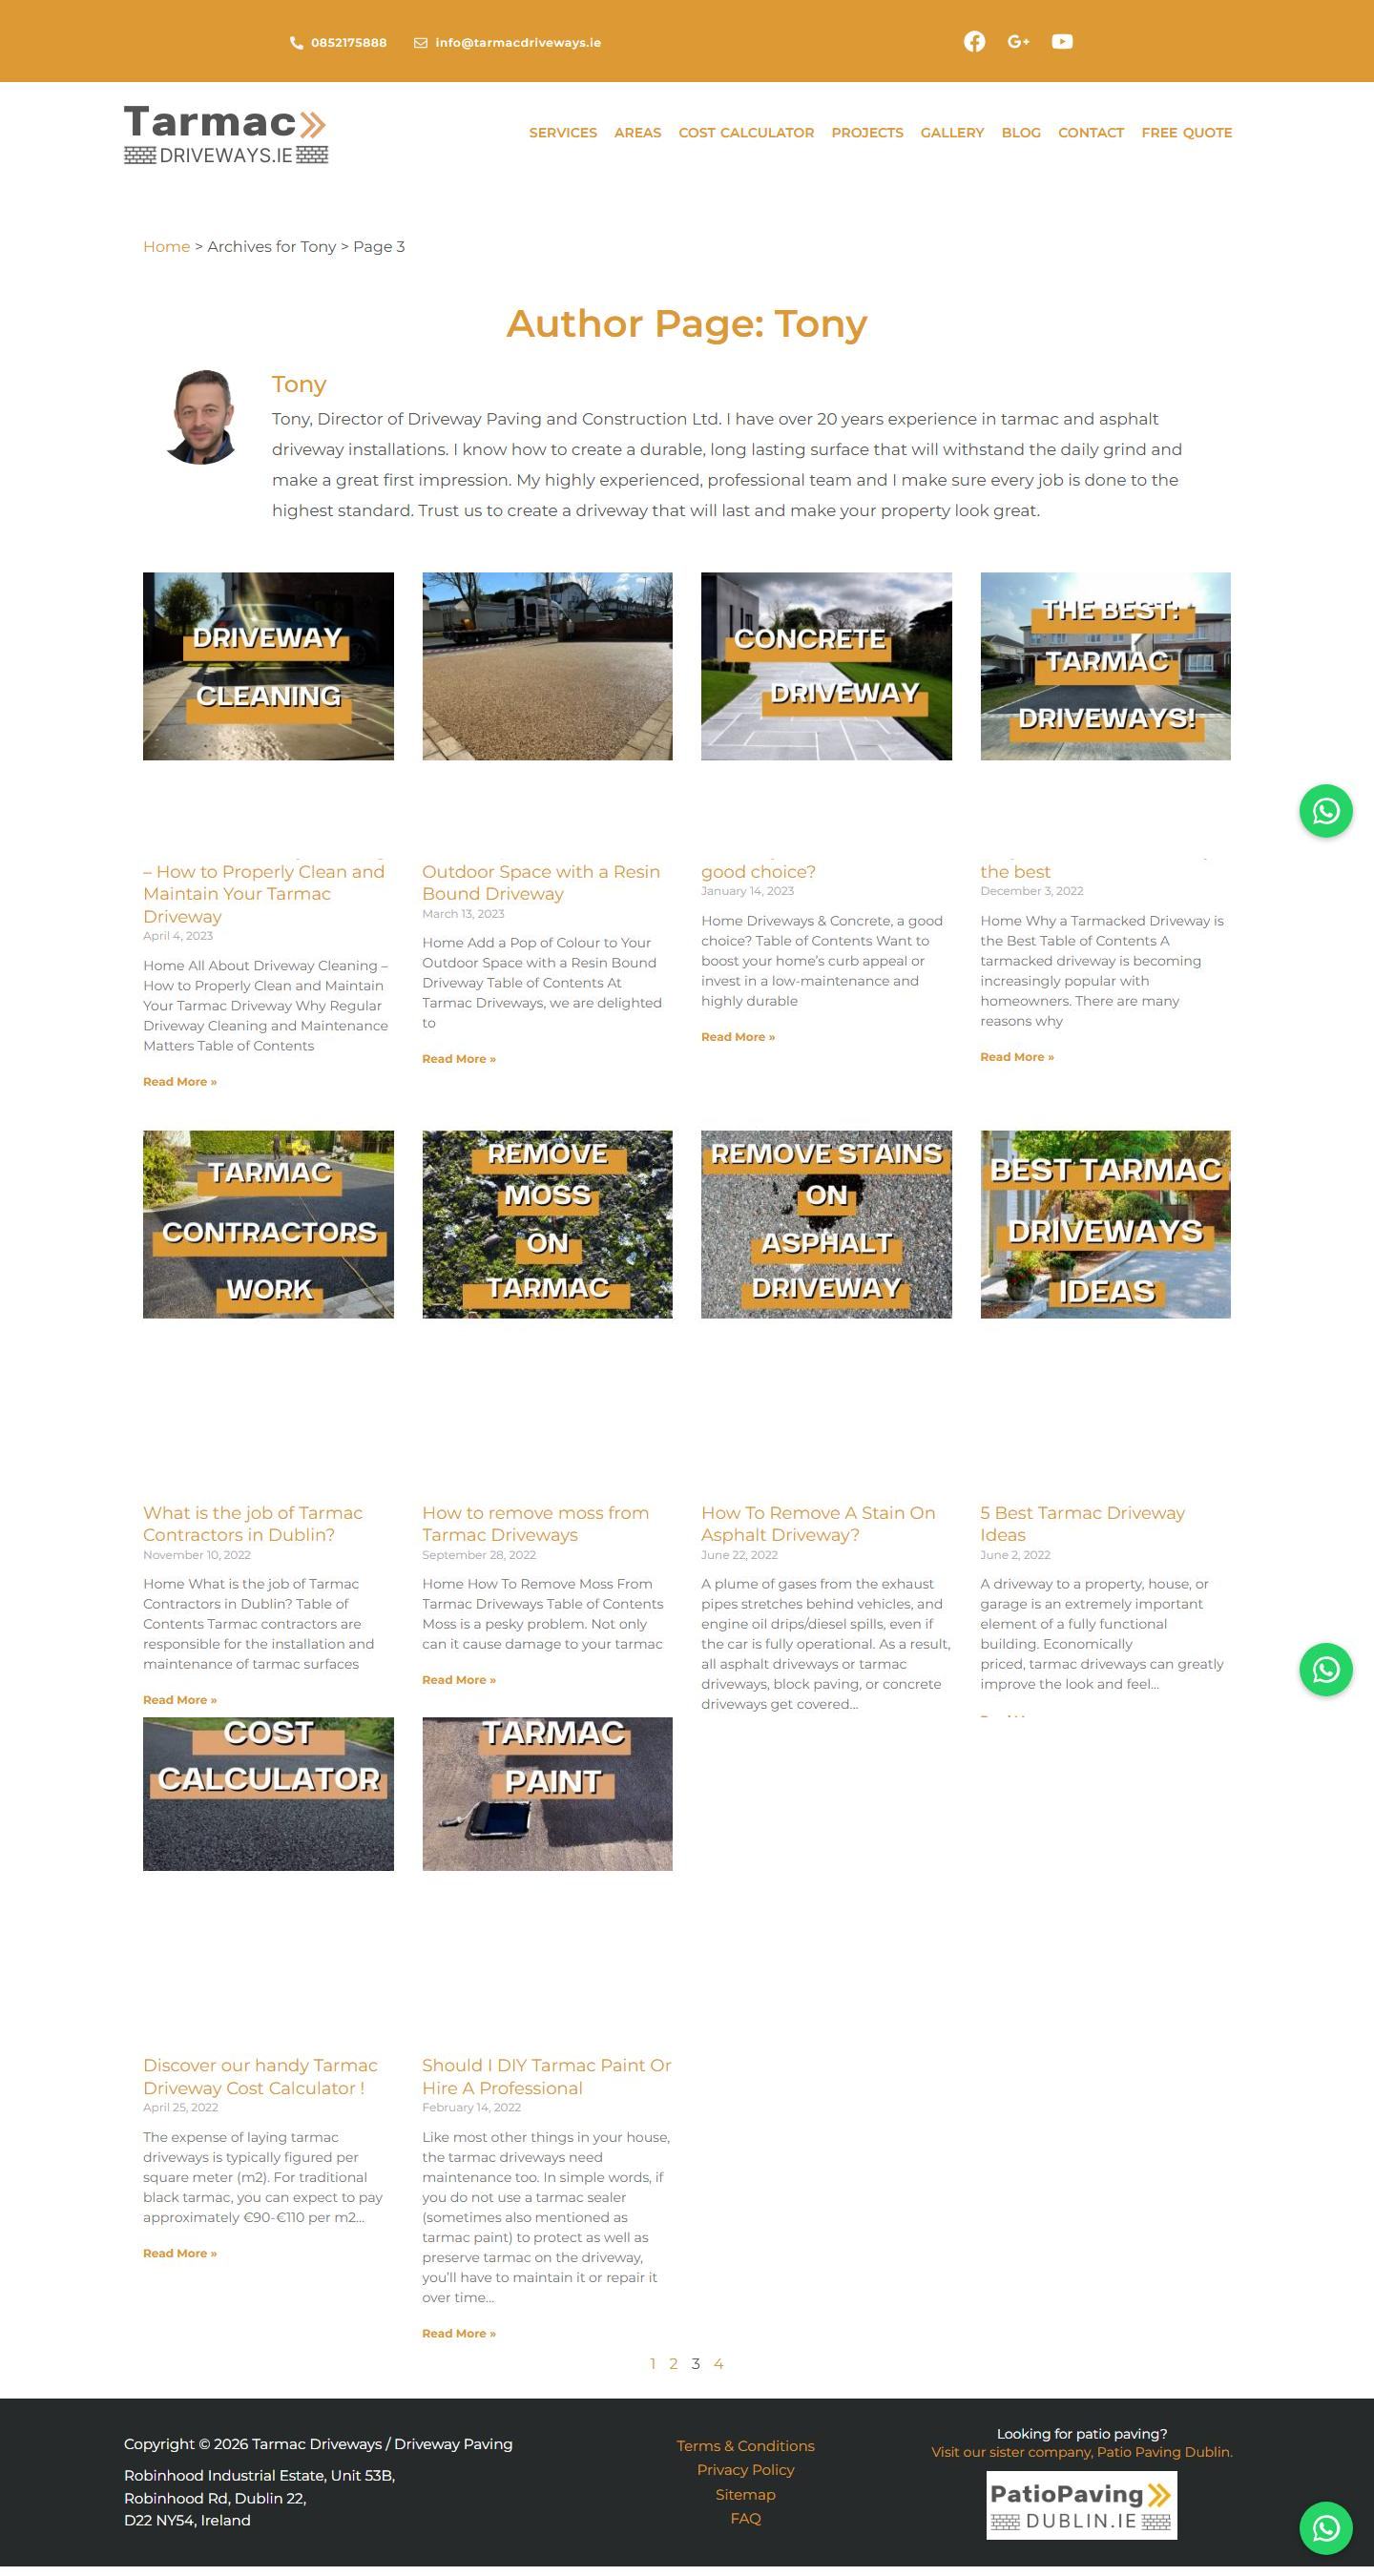 0852175888
info@tarmacdriveways.ie
Tarmac
DRIVEWAYS.IE
SERVICES AREAS COST CALCULATOR PROJECTS GALLERY BLOG CONTACT FREE QUOTE
Home > Archives for Tony > Page 3
Author Page: Tony
Tony
Tony, Director of Driveway Paving and Construction Ltd. I have over 20 years experience in tarmac and asphalt
driveway installations. I know how to create a durable, long lasting surface that will withstand the daily grind and
make a great first impression. My highly experienced, professional team and I make sure every job is done to the
highest standard. Trust us to create a driveway that will last and make your property look great.
DRIVEWAY
CLEANING
– How to Properly Clean and
Maintain Your Tarmac
Driveway
April 4, 2023
Home All About Driveway Cleaning –
How to Properly Clean and Maintain
Your Tarmac Driveway Why Regular
Driveway Cleaning and Maintenance
Matters Table of Contents
Read More »
Outdoor Space with a Resin
Bound Driveway
March 13, 2023
Home Add a Pop of Colour to Your
Outdoor Space with a Resin Bound
Driveway Table of Contents At
Tarmac Driveways, we are delighted
to
Read More »
CONCRETE
DRIVEWAY
good choice?
January 14, 2023
Home Driveways & Concrete, a good
choice? Table of Contents Want to
boost your home’s curb appeal or
invest in a low-maintenance and
highly durable
Read More »
THE BEST:
TARMAC
DRIVEWAYS!
the best
December 3, 2022
Home Why a Tarmacked Driveway is
the Best Table of Contents A
tarmacked driveway is becoming
increasingly popular with
homeowners. There are many
reasons why
Read More »
TARMAC
CONTRACTORS
WORK
What is the job of Tarmac
Contractors in Dublin?
November 10, 2022
Home What is the job of Tarmac
Contractors in Dublin? Table of
Contents Tarmac contractors are
responsible for the installation and
maintenance of tarmac surfaces
Read More »
REMOVE
MOSS
ON
TARMAC
How to remove moss from
Tarmac Driveways
September 28, 2022
Home How To Remove Moss From
Tarmac Driveways Table of Contents
Moss is a pesky problem. Not only
can it cause damage to your tarmac
Read More »
REMOVE STAINS
ON
ASPHALT
DRIVEWAY
How To Remove A Stain On
Asphalt Driveway?
June 22, 2022
A plume of gases from the exhaust
pipes stretches behind vehicles, and
engine oil drips/diesel spills, even if
the car is fully operational. As a result,
all asphalt driveways or tarmac
driveways, block paving, or concrete
driveways get covered...
BEST TARMAC
DRIVEWAYS
IDEAS
5 Best Tarmac Driveway
Ideas
June 2, 2022
A driveway to a property, house, or
garage is an extremely important
element of a fully functional
building. Economically
priced, tarmac driveways can greatly
improve the look and feel...
COST
CALCULATOR
Discover our handy Tarmac
Driveway Cost Calculator !
April 25, 2022
The expense of laying tarmac
driveways is typically figured per
square meter (m2). For traditional
black tarmac, you can expect to pay
approximately €90-€110 per m2...
Read More »
TARMAC
PAINT
Should I DIY Tarmac Paint Or
Hire A Professional
February 14, 2022
Like most other things in your house,
the tarmac driveways need
maintenance too. In simple words, if
you do not use a tarmac sealer
(sometimes also mentioned as
tarmac paint) to protect as well as
preserve tarmac on the driveway,
you’ll have to maintain it or repair it
over time...
Read More »
1 2 3 4
Copyright © 2026 Tarmac Driveways / Driveway Paving
Robinhood Industrial Estate, Unit 53B,
Robinhood Rd, Dublin 22,
D22 NY54, Ireland
Terms & Conditions
Privacy Policy
Sitemap
FAQ
Looking for patio paving?
Visit our sister company, Patio Paving Dublin.
PatioPaving
DUBLIN.IE